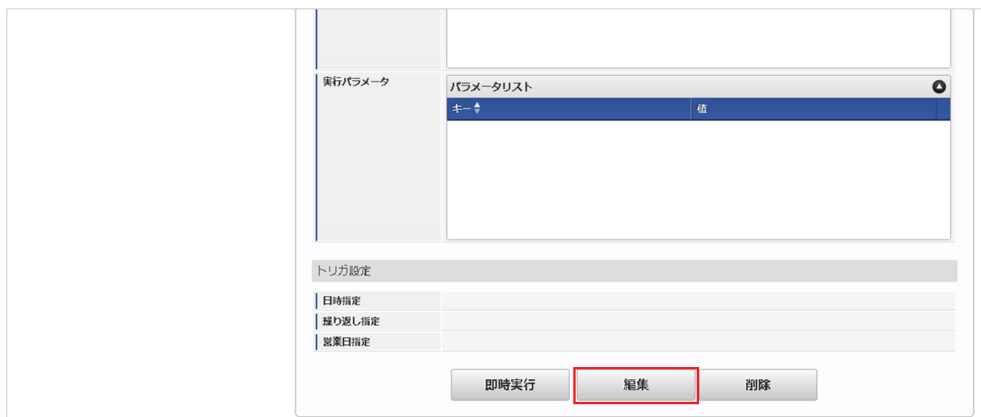 実行パラメータ
パラメータリスト
キー 値
トリガ設定
日時指定
繰り返し指定
営業日指定
即時実行 編集 削除